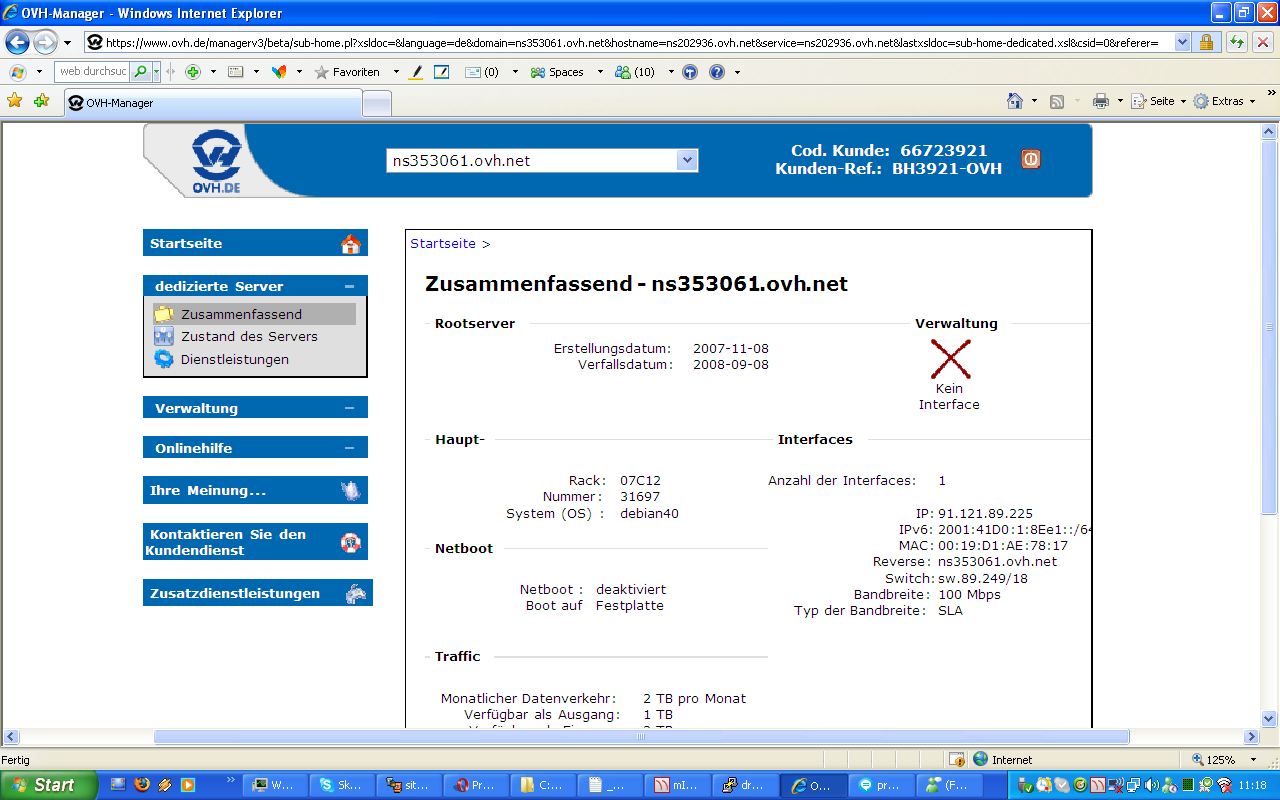 OVH-Manager - Windows Internet Explorer
https://www.ovh.de/managerv3/beta/sub-home.pl?xsldoc=&language=de&domain=ns353061.ovh.net&hostname=ns202936.ovh.net&service=ns202936.ovh.net&lastxsldoc=sub-home-dedicated.xsl&csid=0&referer=
web durchsuc
Favoriten
(0)
Spaces
(10)
OVH-Manager
Seite
Extras
OVH.DE
ns353061.ovh.net
Cod. Kunde: 66723921
Kunden-Ref.: BH3921-OVH
Startseite
dedizierte Server
Zusammenfassend
Zustand des Servers
Dienstleistungen
Verwaltung
Onlinehilfe
Ihre Meinung...
Kontaktieren Sie den
Kundendienst
Zusatzdienstleistungen
Startseite >
Zusammenfassend - ns353061.ovh.net
Rootserver
Erstellungsdatum: 2007-11-08
Verfallsdatum: 2008-09-08
Verwaltung
Kein
Interface
Haupt-
Rack: 07C12
Nummer: 31697
System (OS) : debian40
Interfaces
Anzahl der Interfaces: 1
IP: 91.121.89.225
IPv6: 2001:41D0:1:8Ee1::/64
MAC: 00:19:D1:AE:78:17
Reverse: ns353061.ovh.net
Switch: sw.89.249/18
Bandbreite: 100 Mbps
Typ der Bandbreite: SLA
Netboot
Netboot : deaktiviert
Boot auf Festplatte
Traffic
Monatlicher Datenverkehr: 2 TB pro Monat
Verfügbar als Ausgang: 1 TB
Fertig
Internet
125%
Start
W...
Sk...
sit...
Pr...
C:...
_...
mI...
dr...
O...
pr...
(F...
11:18